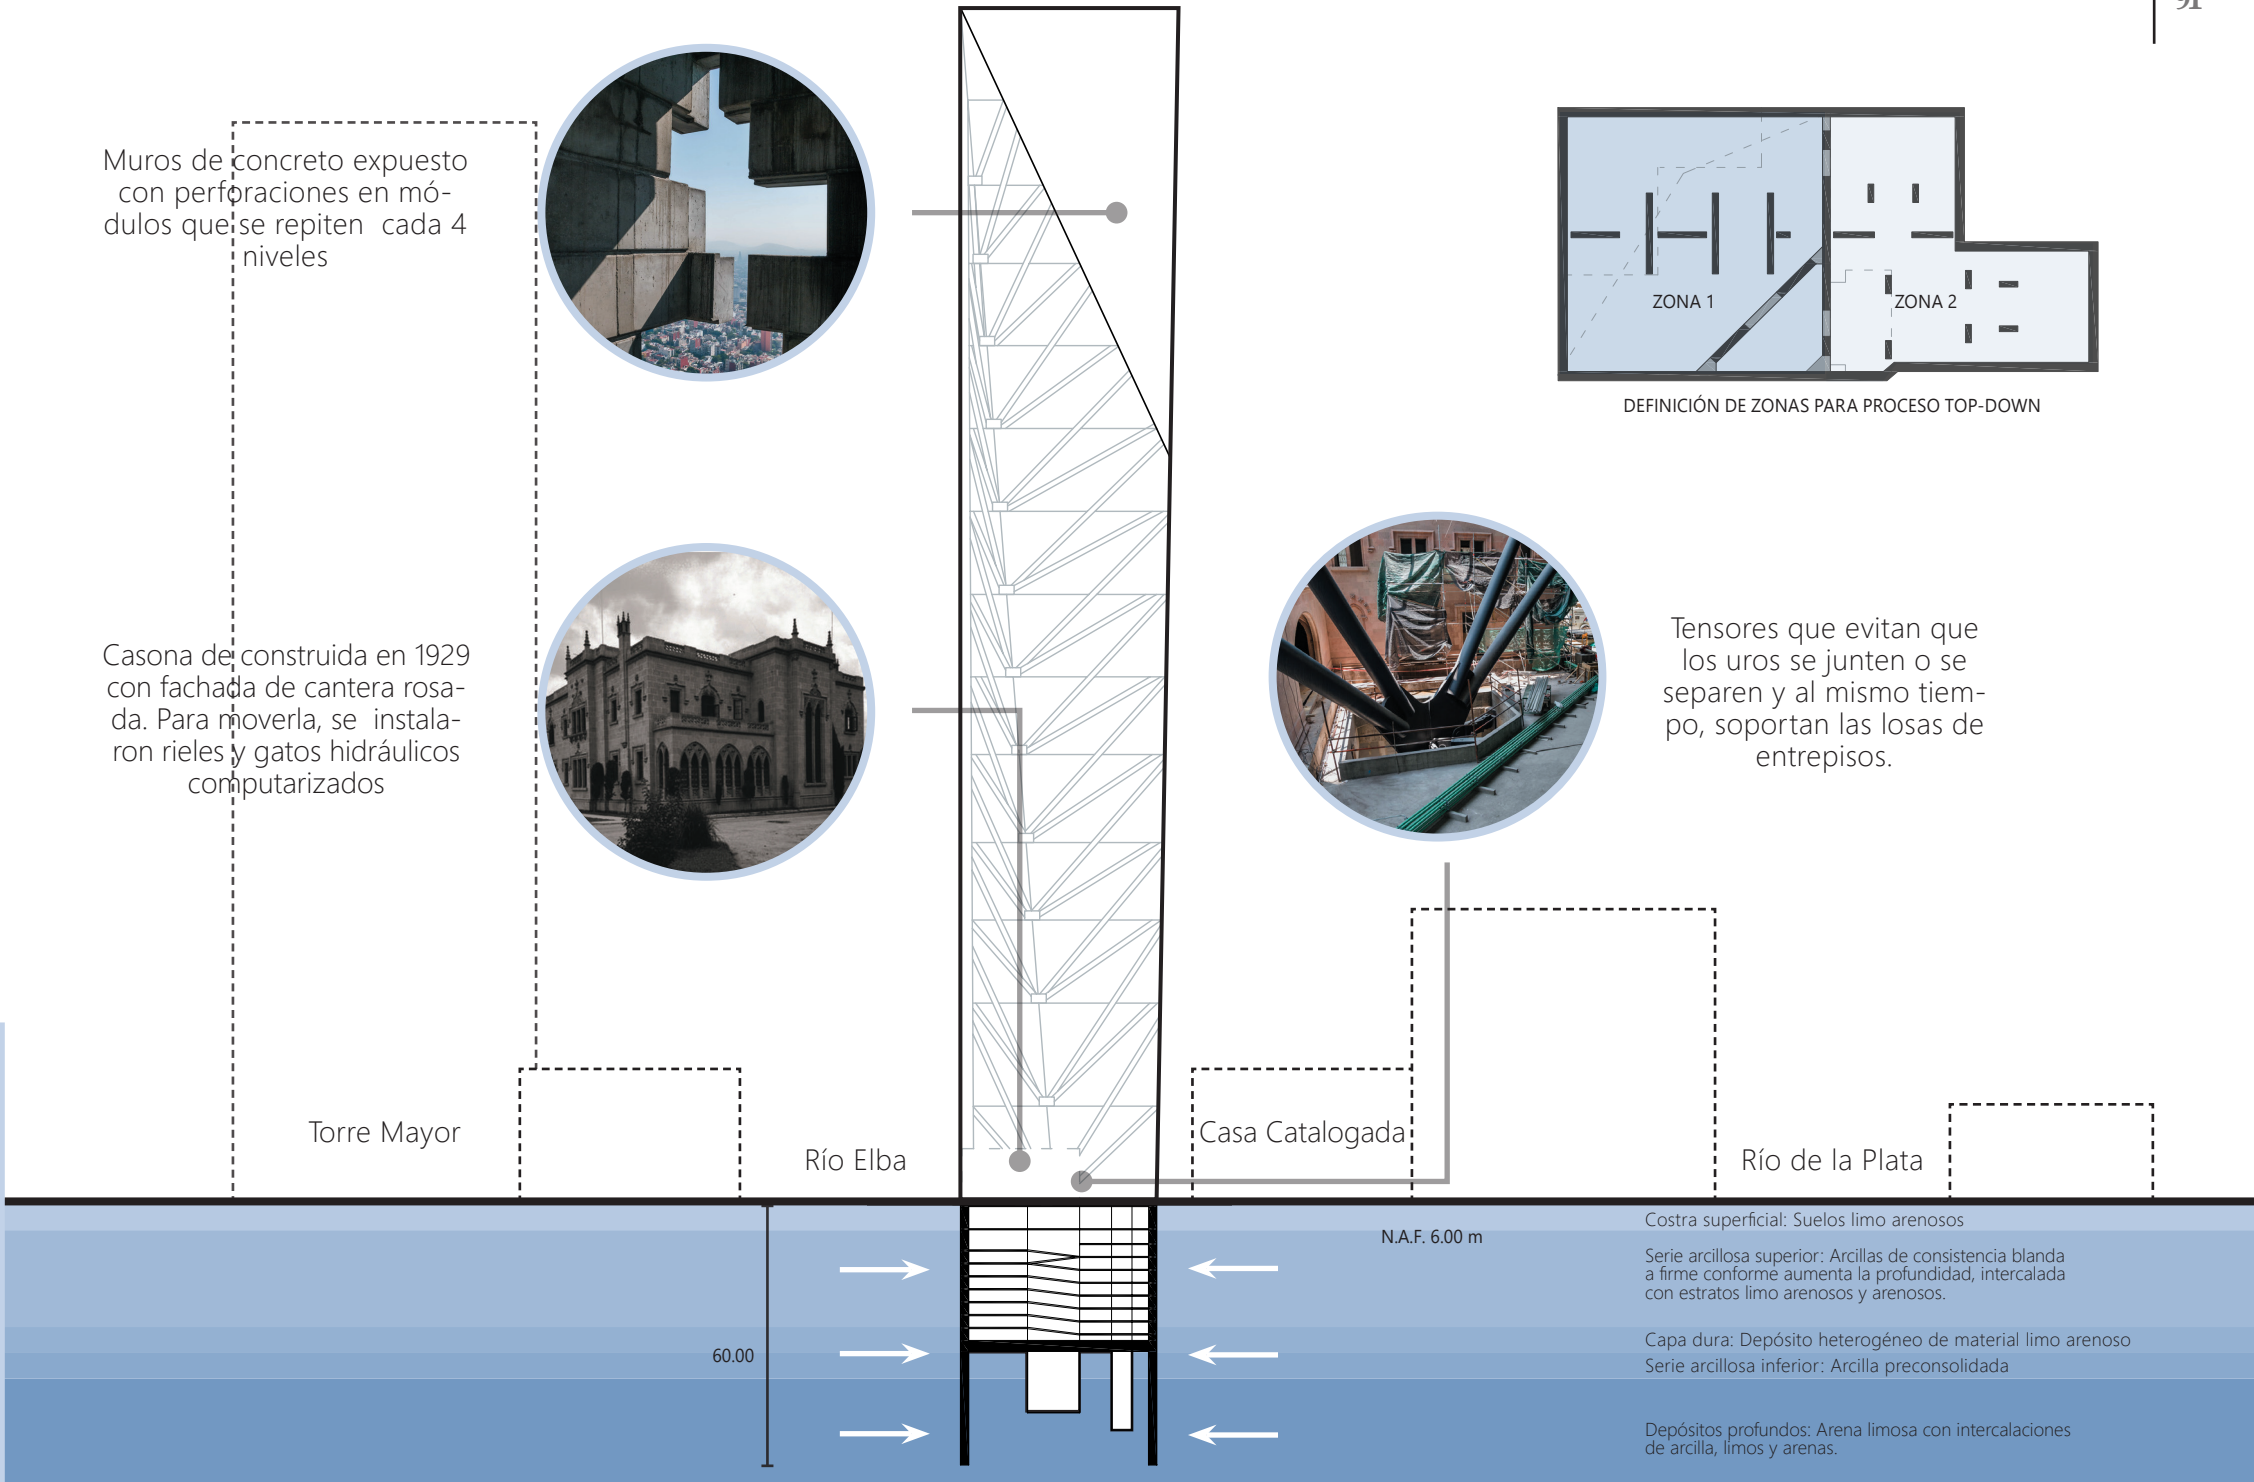 91
Muros de concreto expuesto
con perforaciones en mó-
dulos que se repiten cada 4
niveles
ZONA 1
ZONA 2
DEFINICIÓN DE ZONAS PARA PROCESO TOP-DOWN
Casona de construida en 1929
con fachada de cantera rosa-
da. Para moverla, se instala-
ron rieles y gatos hidráulicos
computarizados
Tensores que evitan que
los uros se junten o se
separen y al mismo tiem-
po, soportan las losas de
entrepisos.
Torre Mayor
Río Elba
Casa Catalogada
Río de la Plata
N.A.F. 6.00 m
60.00
Costra superficial: Suelos limo arenosos
Serie arcillosa superior: Arcillas de consistencia blanda
a firme conforme aumenta la profundidad, intercalada
con estratos limo arenosos y arenosos.
Capa dura: Depósito heterogéneo de material limo arenoso
Serie arcillosa inferior: Arcilla preconsolidada
Depósitos profundos: Arena limosa con intercalaciones
de arcilla, limos y arenas.